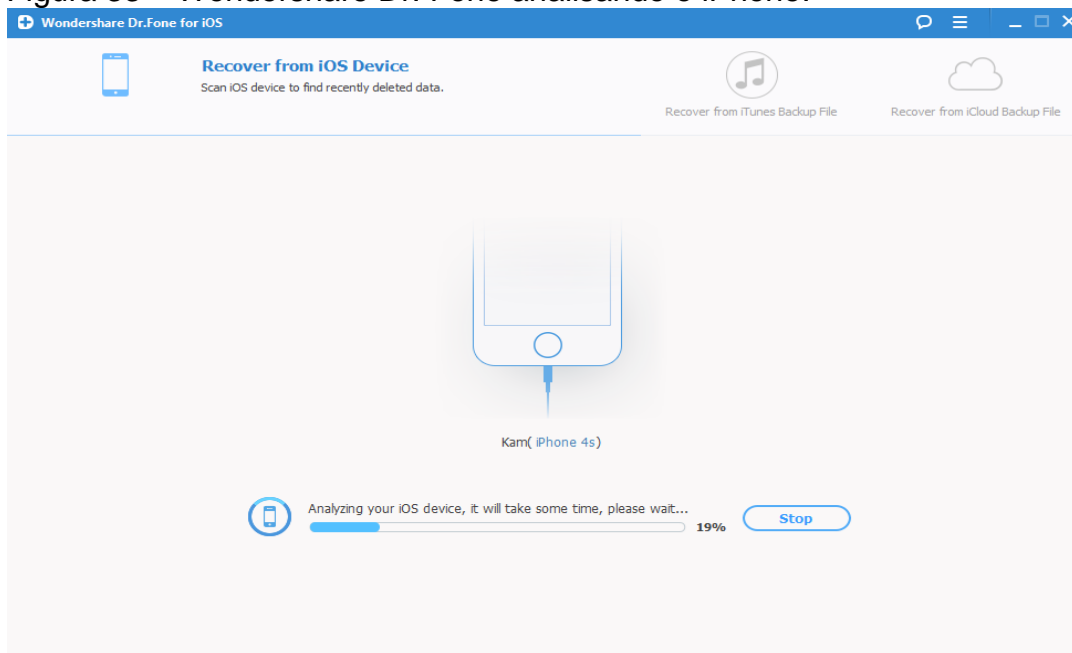 Wondershare Dr.Fone for iOS
Recover from iOS Device
Scan iOS device to find recently deleted data.
Recover from iTunes Backup File
Recover from iCloud Backup File
Kam( iPhone 4s)
Analyzing your iOS device, it will take some time, please wait...
19%
Stop